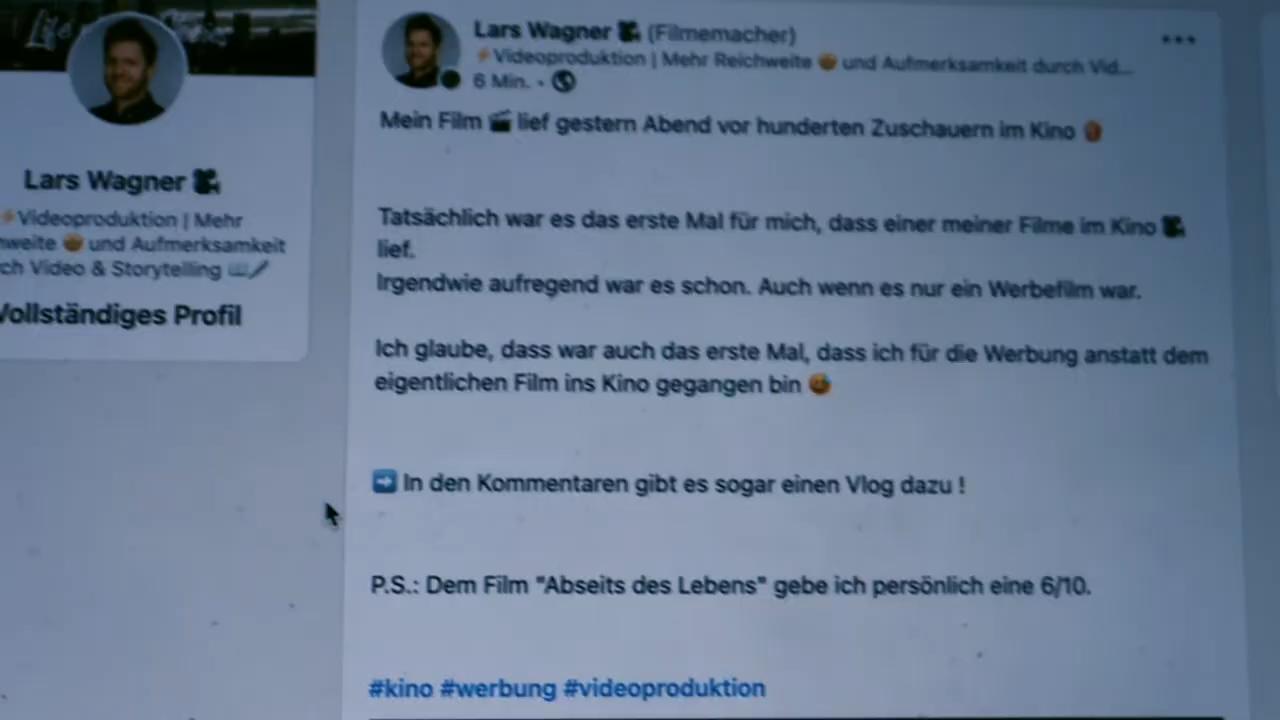 Lars Wagner
⚡Videoproduktion | Mehr
und Aufmerksamkeit
ch Video & Storytelling
Vollständiges Profil
Lars Wagner (Filmemacher)
⚡Videoproduktion | Mehr Reichweite und Aufmerksamkeit durch Vid...
6 Min. •
Mein Film 🎬 lief gestern Abend vor hunderten Zuschauern im Kino
Tatsächlich war es das erste Mal für mich, dass einer meiner Filme im Kino
lief.
Irgendwie aufregend war es schon. Auch wenn es nur ein Werbefilm war.
Ich glaube, dass war auch das erste Mal, dass ich für die Werbung anstatt dem
eigentlichen Film ins Kino gegangen bin
➡️ In den Kommentaren gibt es sogar einen Vlog dazu !
P.S.: Dem Film "Abseits des Lebens" gebe ich persönlich eine 6/10.
#kino #werbung #videoproduktion